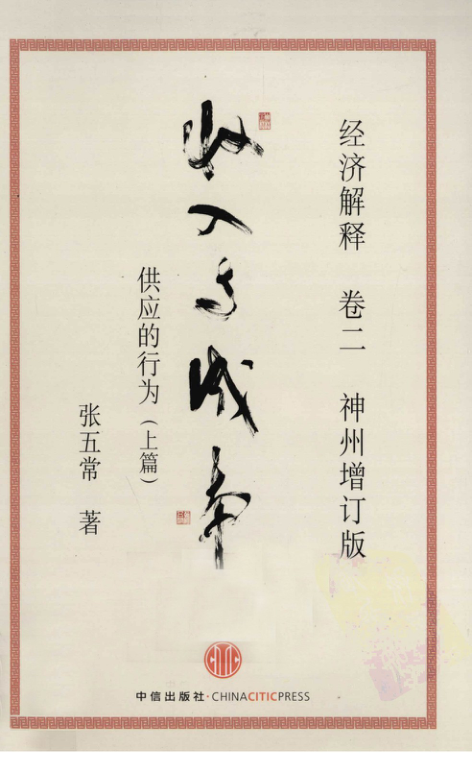 经济解释 卷二 神州增订版
收入与成本
供应的行为（上篇）
张五常 著
中信出版社·CHINACITICPRESS